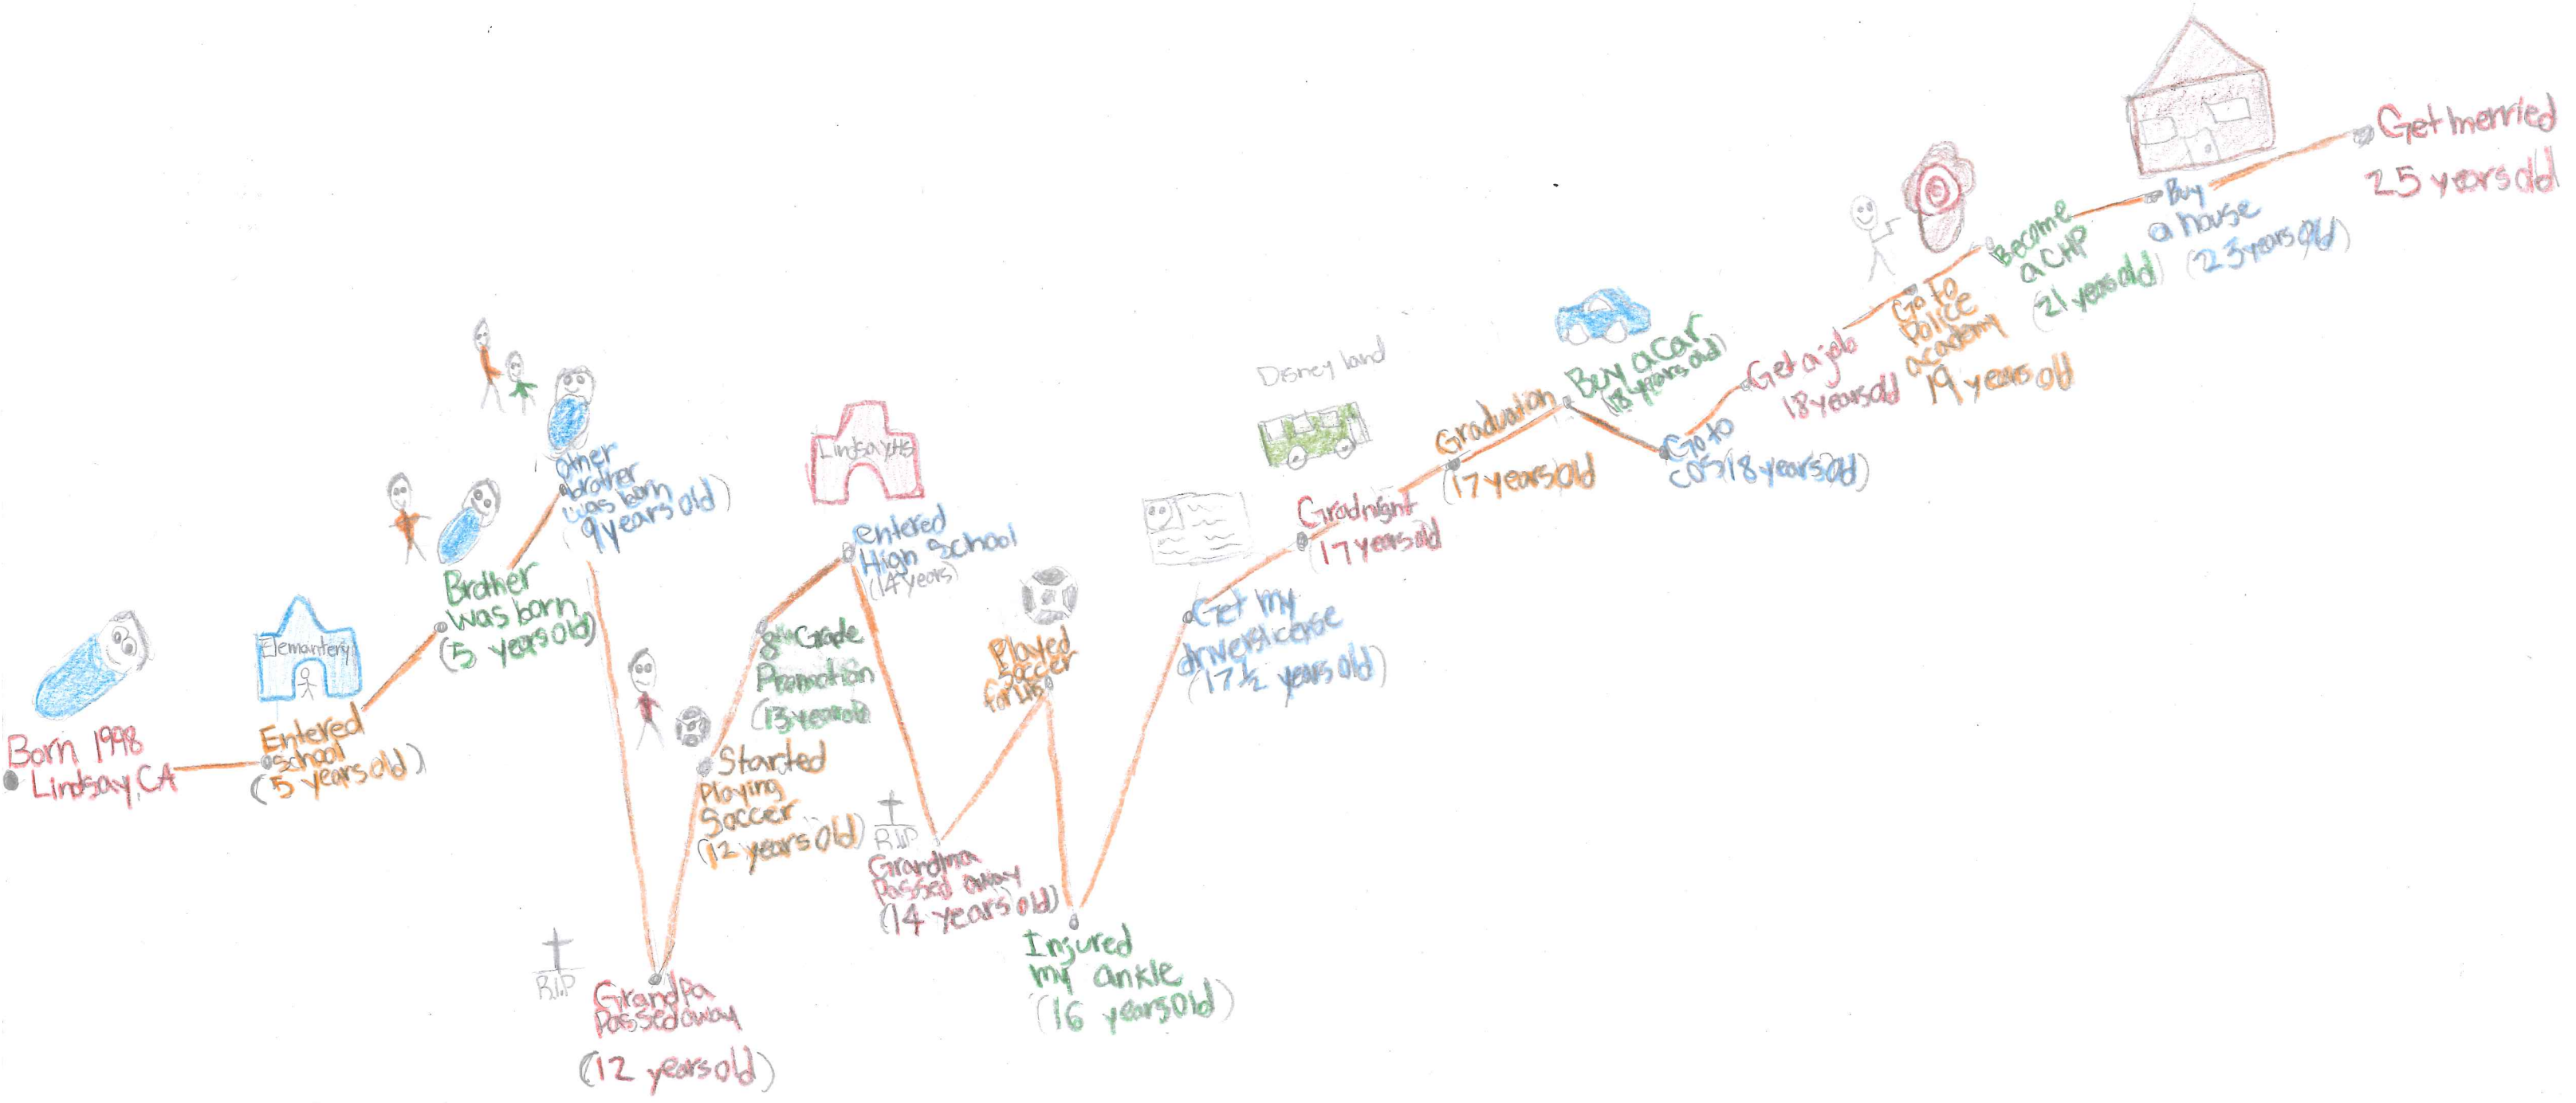 Born 1998
Lindsay, CA
Elemantery
Entered
school
(5 years old)
Brother
was born
(5 years old)
other
brother
was born
9 years old)
R.I.P
Grandpa
Passed away
(12 years old)
Started
Playing
Soccer
(12 years old)
8th Grade
Promotion
(13 years old)
Lindsay HS
entered
High School
(14 years)
R.I.P
Grandma
Passed away
(14 years old)
Played
Soccer
for LHS
Injured
my ankle
(16 years old)
Get my
drivers license
(17 1/2 years old)
Disney land
Gradnight
(17 years old
Graduation
(17 years old
Buy a car
(18 years old)
Go to
COS (18 years old)
Get a job
18 years old
Go to
Police
academy
19 years old
Become
a CHP
(21 years old)
Buy
a house
(23 years old)
Get merried
25 years old